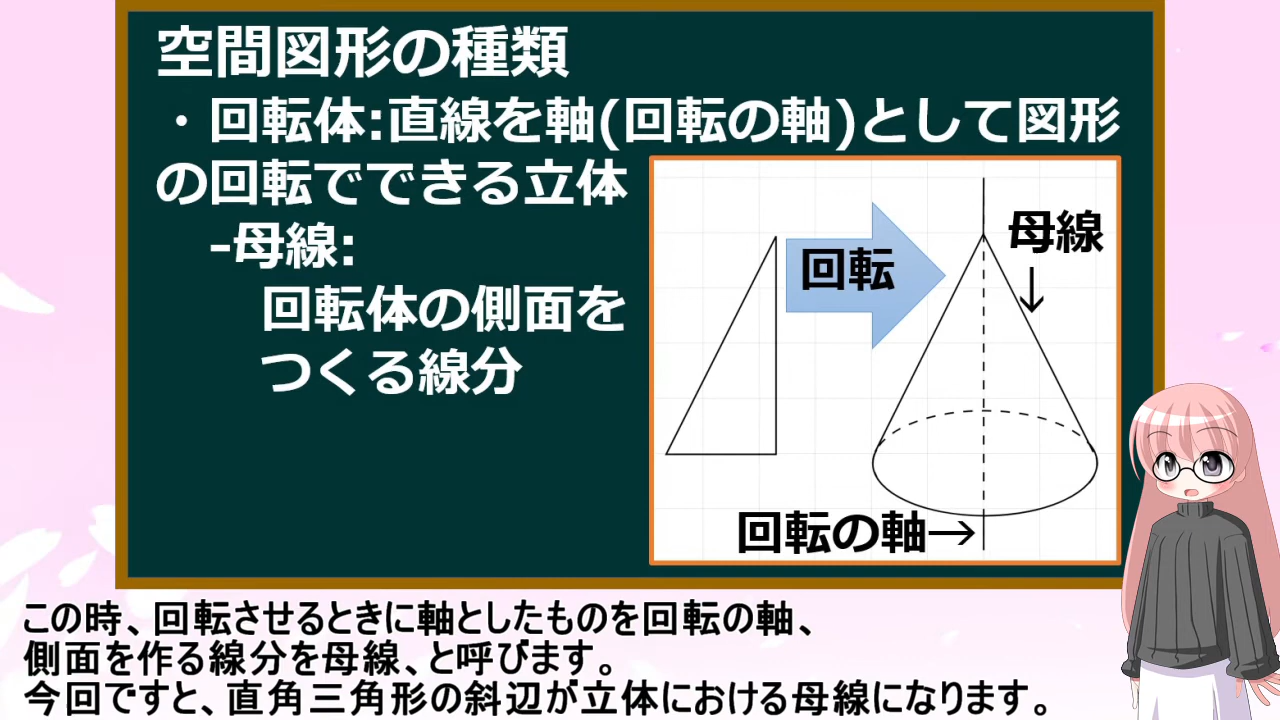 空間図形の種類
・回転体:直線を軸(回転の軸)として図形
の回転でできる立体
-母線:
回転体の側面を
つくる線分
母線
↓
回転
回転の軸→
この時、回転させるときに軸としたものを回転の軸、
側面を作る線分を母線、と呼びます。
今回ですと、直角三角形の斜辺が立体における母線になります。